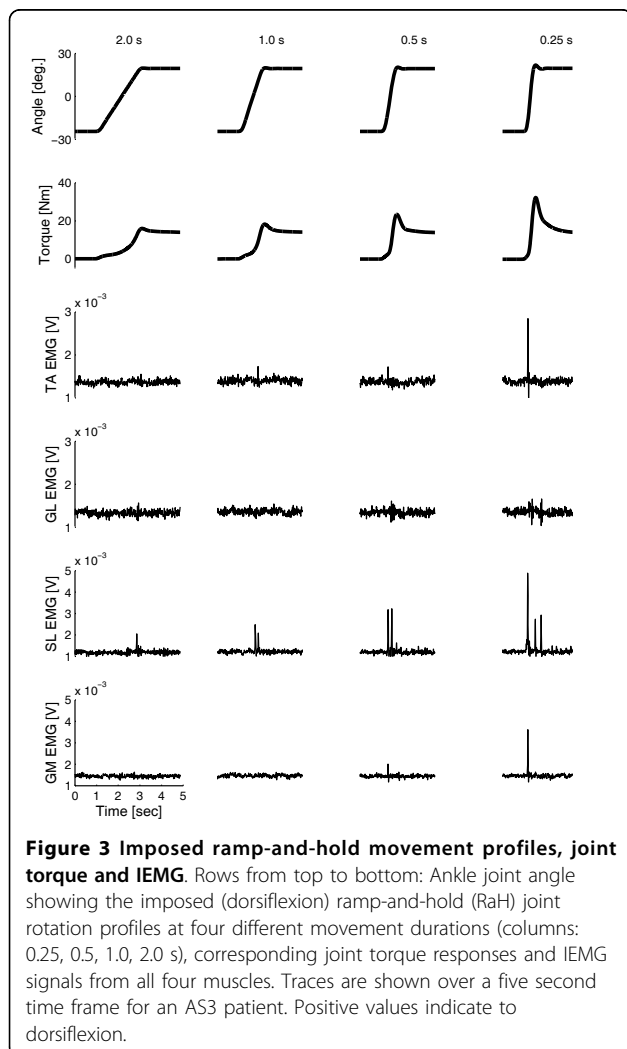 2.0 s 1.0 s 0.5 s 0.25 s
30
0
−30
Angle [deg.]
40
20
0
Torque [Nm]
x 10⁻³
3
2
1
TA EMG [V]
x 10⁻³
3
2
1
GL EMG [V]
x 10⁻³
5
4
3
2
1
SL EMG [V]
x 10⁻³
5
4
3
2
1
GM EMG [V]
0 1 2 3 4 5
Time [sec]
Figure 3 Imposed ramp-and-hold movement profiles, joint
torque and IEMG. Rows from top to bottom: Ankle joint angle
showing the imposed (dorsiflexion) ramp-and-hold (RaH) joint
rotation profiles at four different movement durations (columns:
0.25, 0.5, 1.0, 2.0 s), corresponding joint torque responses and IEMG
signals from all four muscles. Traces are shown over a five second
time frame for an AS3 patient. Positive values indicate to
dorsiflexion.